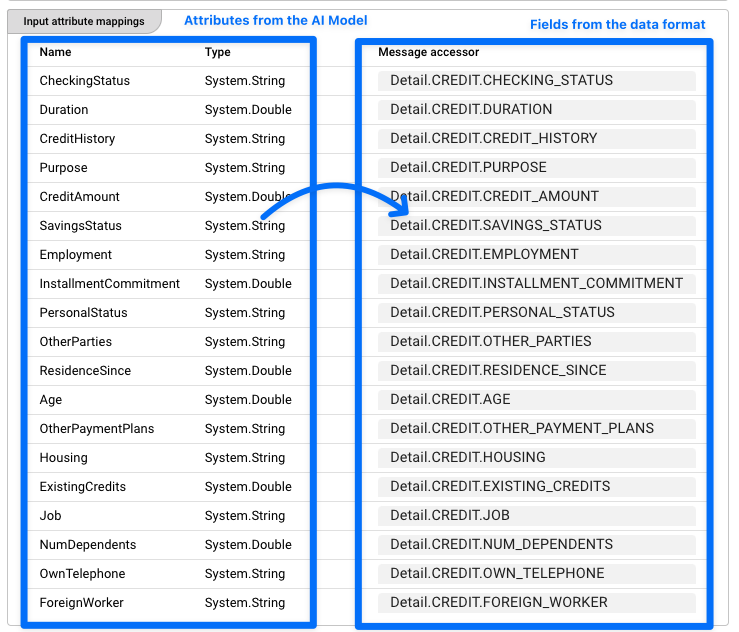 Input attribute mappings Attributes from the AI Model Fields from the data format
Name Type Message accessor
CheckingStatus System.String Detail.CREDIT.CHECKING_STATUS
Duration System.Double Detail.CREDIT.DURATION
CreditHistory System.String Detail.CREDIT.CREDIT_HISTORY
Purpose System.String Detail.CREDIT.PURPOSE
CreditAmount System.Double Detail.CREDIT.CREDIT_AMOUNT
SavingsStatus System.String Detail.CREDIT.SAVINGS_STATUS
Employment System.String Detail.CREDIT.EMPLOYMENT
InstallmentCommitment System.Double Detail.CREDIT.INSTALLMENT_COMMITMENT
PersonalStatus System.String Detail.CREDIT.PERSONAL_STATUS
OtherParties System.String Detail.CREDIT.OTHER_PARTIES
ResidenceSince System.Double Detail.CREDIT.RESIDENCE_SINCE
Age System.Double Detail.CREDIT.AGE
OtherPaymentPlans System.String Detail.CREDIT.OTHER_PAYMENT_PLANS
Housing System.String Detail.CREDIT.HOUSING
ExistingCredits System.Double Detail.CREDIT.EXISTING_CREDITS
Job System.String Detail.CREDIT.JOB
NumDependents System.Double Detail.CREDIT.NUM_DEPENDENTS
OwnTelephone System.String Detail.CREDIT.OWN_TELEPHONE
ForeignWorker System.String Detail.CREDIT.FOREIGN_WORKER